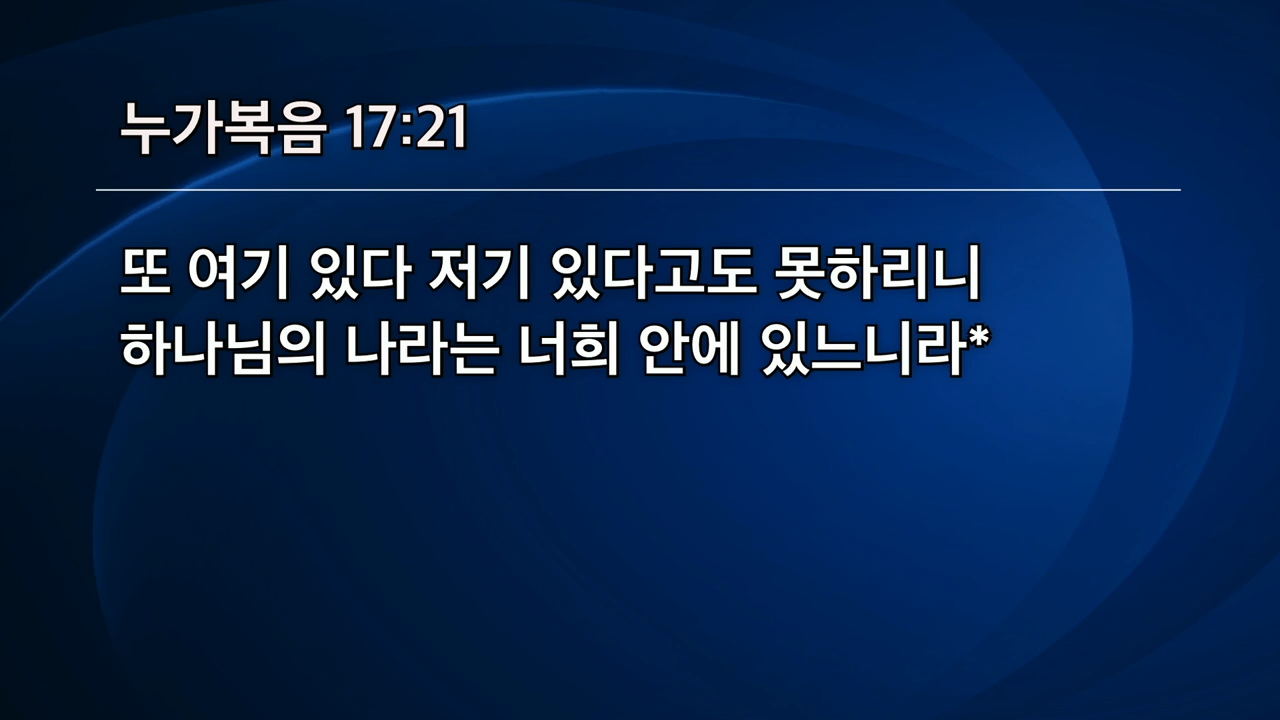 누가복음 17:21
또 여기 있다 저기 있다고도 못하리니
하나님의 나라는 너희 안에 있느니라*